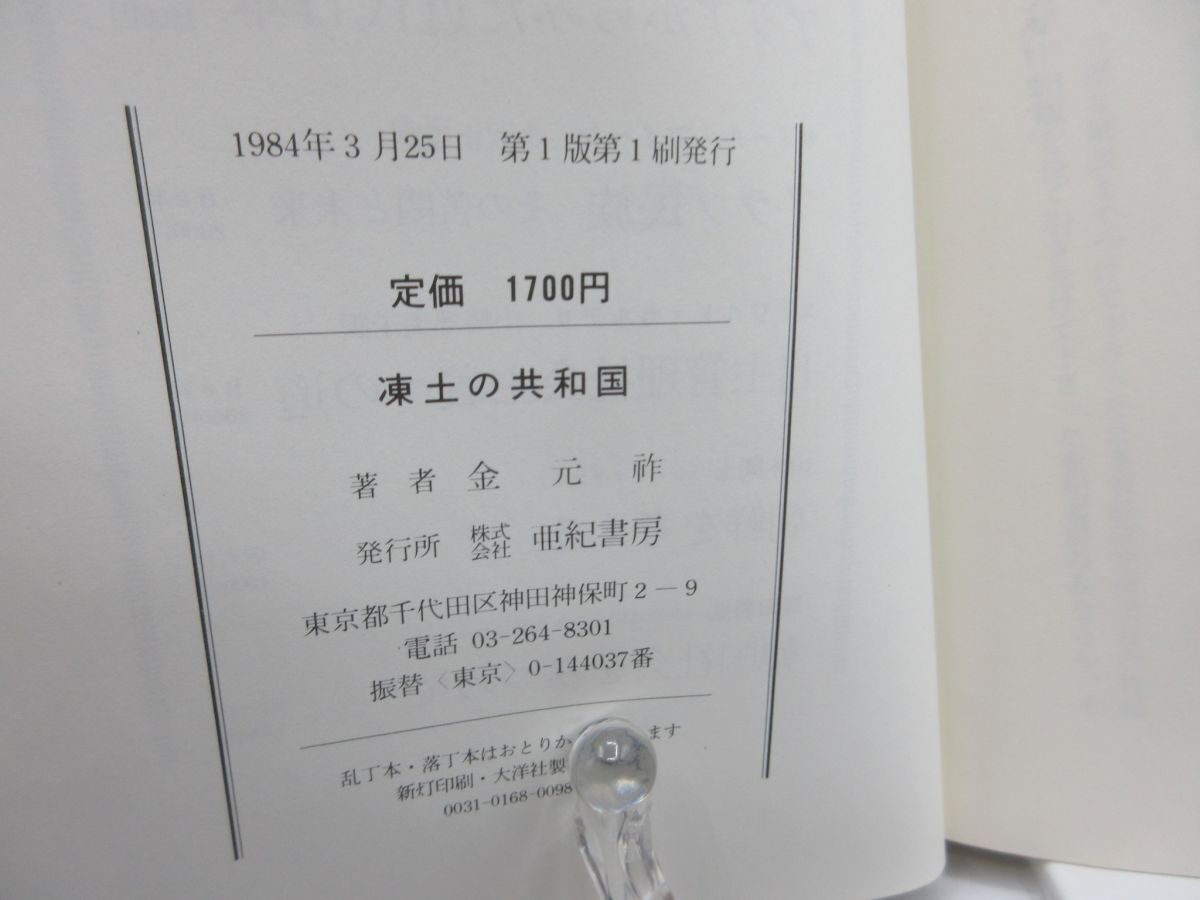 1984年3月25日　第1版第1刷発行
定価　1700円
凍土の共和国
著　者　金　元　祚
発行所　株式会社　亜紀書房
東京都千代田区神田神保町2－9
電話 03-264-8301
振替〈東京〉0-144037番
乱丁本・落丁本はおとりか ます
新灯印刷・大洋社製
0031-0168-0098